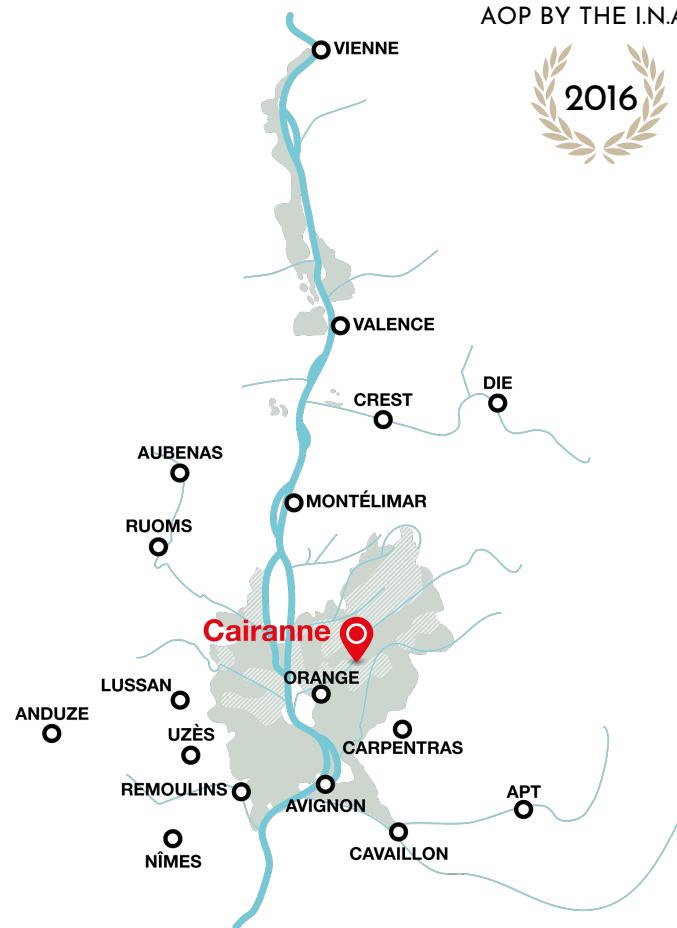 AOP BY THE I.N.A
2016
VIENNE
VALENCE
DIE
CREST
AUBENAS
MONTÉLIMAR
RUOMS
Cairanne
ORANGE
LUSSAN
ANDUZE
UZÈS
CARPENTRAS
REMOULINS
APT
AVIGNON
CAVAILLON
NÎMES